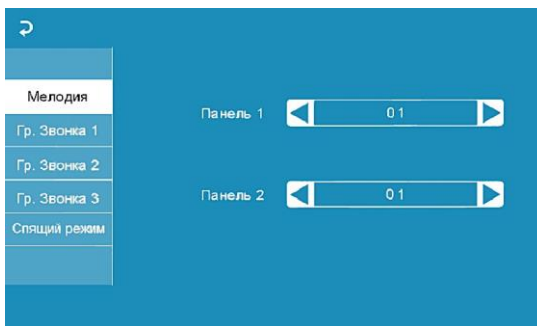 Мелодия
Гр. Звонка 1
Гр. Звонка 2
Гр. Звонка 3
Спящий режим
Панель 1 01
Панель 2 01